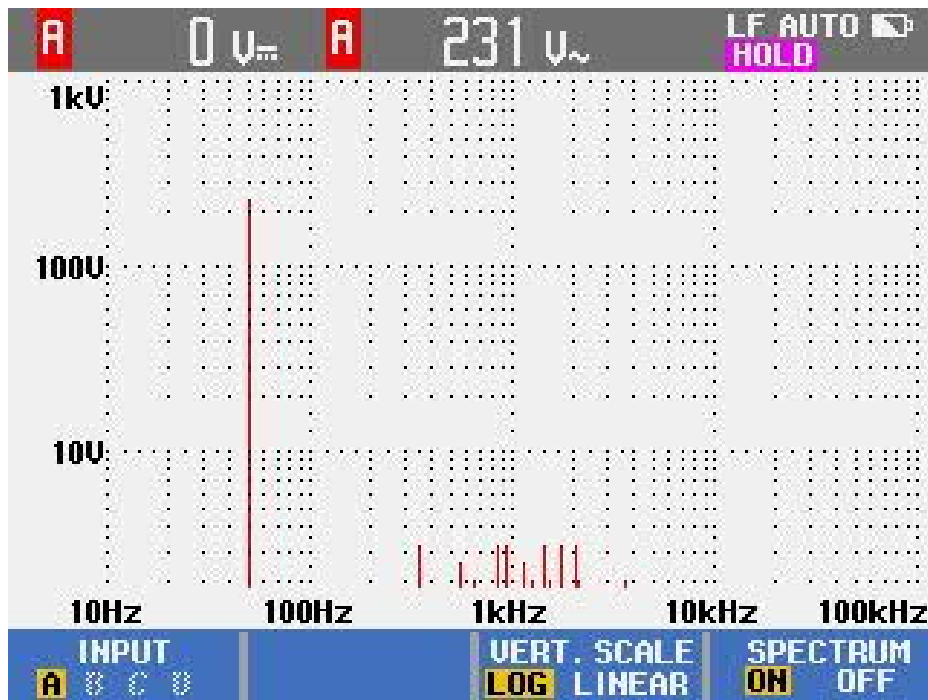 A 0 V⎓ A 231 V~ LF AUTO
HOLD
1kV
100V
10V
10Hz 100Hz 1kHz 10kHz 100kHz
INPUT VERT. SCALE SPECTRUM
A B C D LOG LINEAR ON OFF